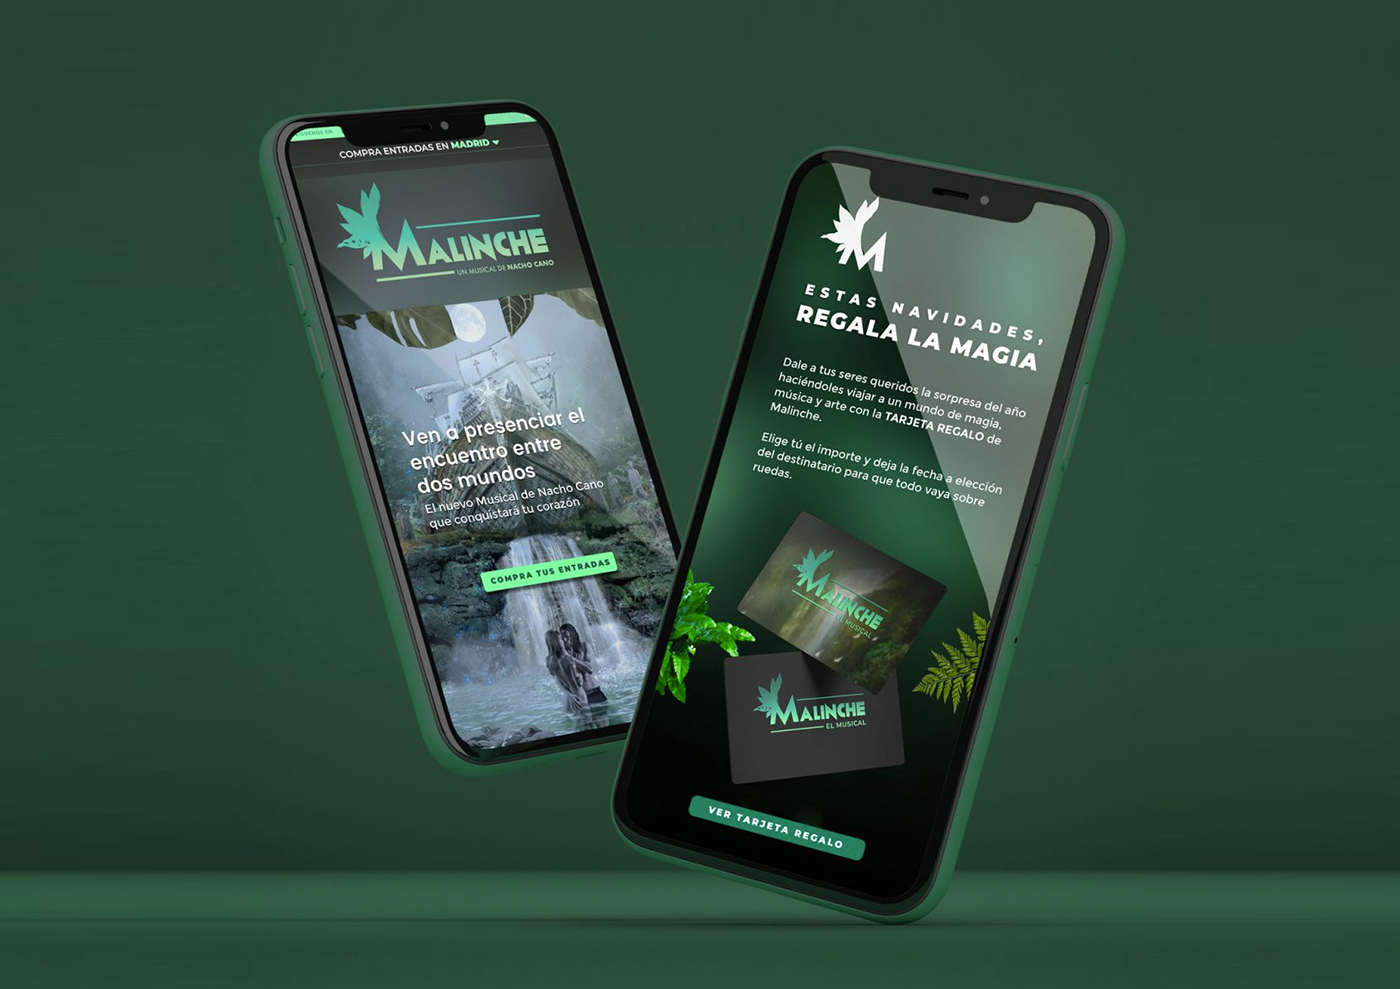 SÍGUENOS EN
COMPRA ENTRADAS EN MADRID
MALINCHE
UN MUSICAL DE NACHO CANO
Ven a presenciar el
encuentro entre
dos mundos
El nuevo Musical de Nacho Cano
que conquistará tu corazón
COMPRA TUS ENTRADAS
M
ESTAS NAVIDADES,
REGALA LA MAGIA
Dale a tus seres queridos la sorpresa del año
haciéndoles viajar a un mundo de magia,
música y arte con la TARJETA REGALO de
Malinche.
Elige tú el importe y deja la fecha a elección
del destinatario para que todo vaya sobre
ruedas.
MALINCHE
EL MUSICAL
MALINCHE
EL MUSICAL
VER TARJETA REGALO